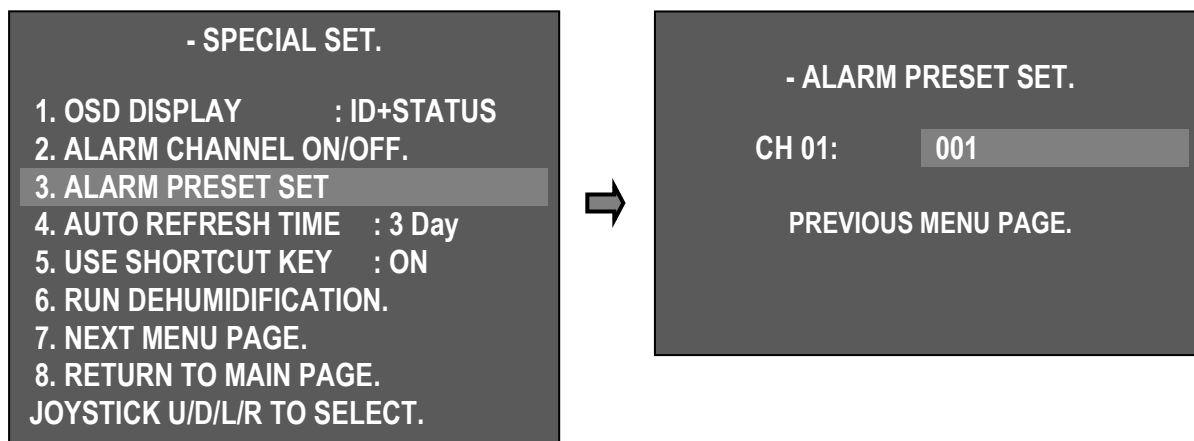 - SPECIAL SET.
1. OSD DISPLAY : ID+STATUS
2. ALARM CHANNEL ON/OFF.
3. ALARM PRESET SET
4. AUTO REFRESH TIME : 3 Day
5. USE SHORTCUT KEY : ON
6. RUN DEHUMIDIFICATION.
7. NEXT MENU PAGE.
8. RETURN TO MAIN PAGE.
JOYSTICK U/D/L/R TO SELECT.
- ALARM PRESET SET.
CH 01: 001
PREVIOUS MENU PAGE.